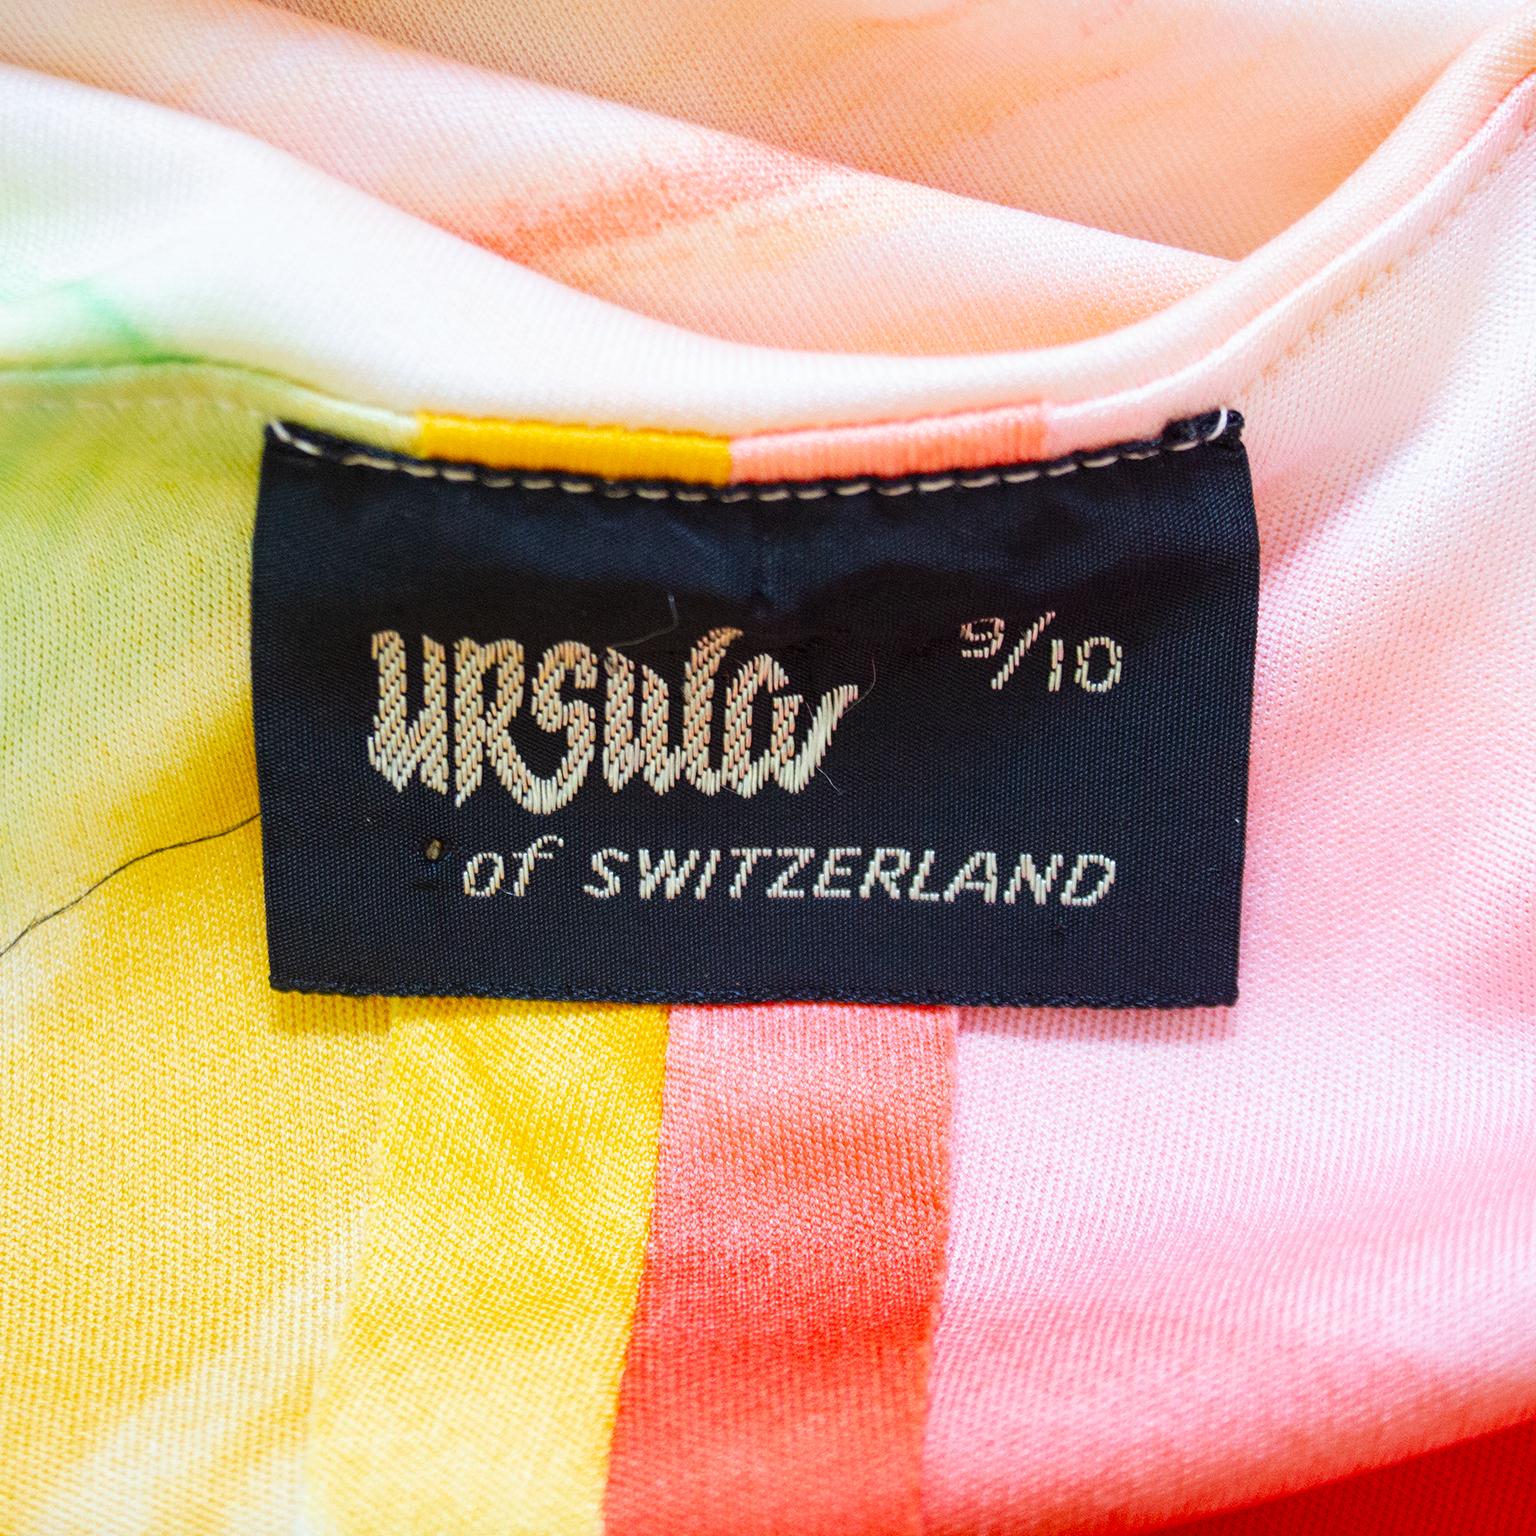 URSULA 9/10
of SWITZERLAND